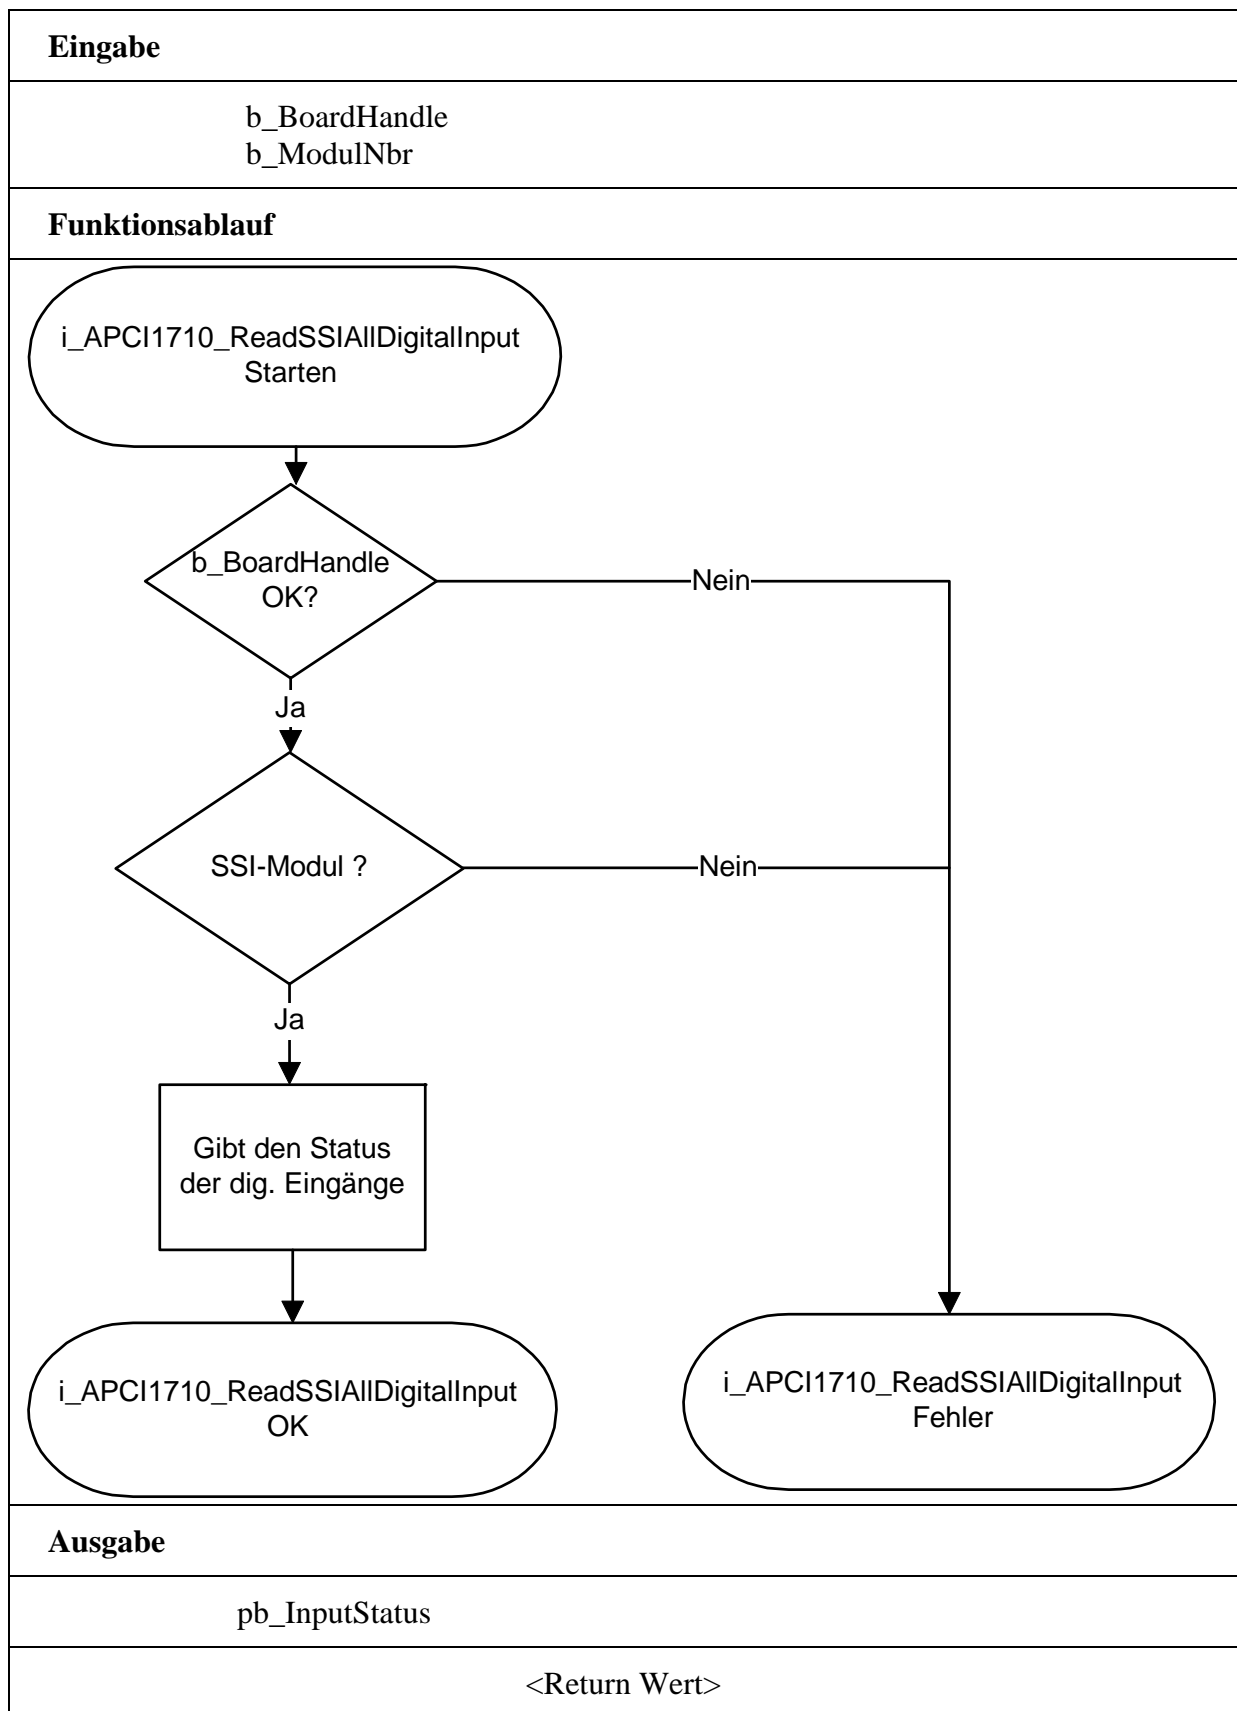 Eingabe
b_BoardHandle
b_ModulNbr
Funktionsablauf
i_APCI1710_ReadSSIAllDigitalInput
Starten
b_BoardHandle
OK?
Nein
Ja
SSI-Modul ?
Nein
Ja
Gibt den Status
der dig. Eingänge
i_APCI1710_ReadSSIAllDigitalInput
OK
i_APCI1710_ReadSSIAllDigitalInput
Fehler
Ausgabe
pb_InputStatus
<Return Wert>